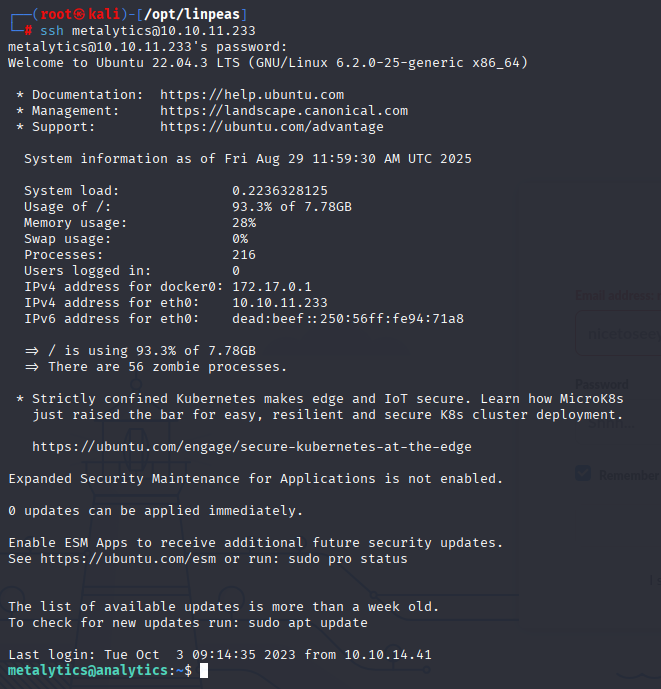 ┌──(root㉿kali)-[/opt/linpeas]
└─# ssh metalytics@10.10.11.233
metalytics@10.10.11.233's password:
Welcome to Ubuntu 22.04.3 LTS (GNU/Linux 6.2.0-25-generic x86_64)

 * Documentation:  https://help.ubuntu.com
 * Management:     https://landscape.canonical.com
 * Support:        https://ubuntu.com/advantage

  System information as of Fri Aug 29 11:59:30 AM UTC 2025

  System load:              0.2236328125
  Usage of /:               93.3% of 7.78GB
  Memory usage:             28%
  Swap usage:               0%
  Processes:                216
  Users logged in:          0
  IPv4 address for docker0: 172.17.0.1
  IPv4 address for eth0:    10.10.11.233
  IPv6 address for eth0:    dead:beef::250:56ff:fe94:71a8

  => / is using 93.3% of 7.78GB
  => There are 56 zombie processes.

 * Strictly confined Kubernetes makes edge and IoT secure. Learn how MicroK8s
   just raised the bar for easy, resilient and secure K8s cluster deployment.

   https://ubuntu.com/engage/secure-kubernetes-at-the-edge

Expanded Security Maintenance for Applications is not enabled.

0 updates can be applied immediately.

Enable ESM Apps to receive additional future security updates.
See https://ubuntu.com/esm or run: sudo pro status


The list of available updates is more than a week old.
To check for new updates run: sudo apt update

Last login: Tue Oct  3 09:14:35 2023 from 10.10.14.41
metalytics@analytics:~$
Email address
Password
Remember